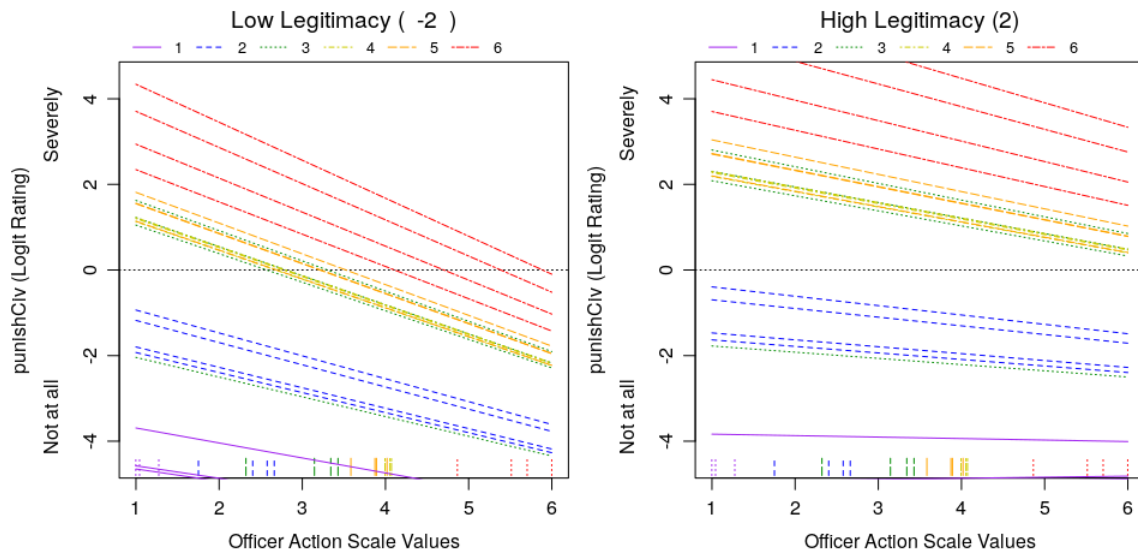 Low Legitimacy ( -2 )
1 2 3 4 5 6
punishCiv (Logit Rating)
Not at all
Severely
4
2
0
2
4
1 2 3 4 5 6
Officer Action Scale Values
High Legitimacy (2)
1 2 3 4 5 6
punishCiv (Logit Rating)
Not at all
Severely
4
2
0
2
4
1 2 3 4 5 6
Officer Action Scale Values